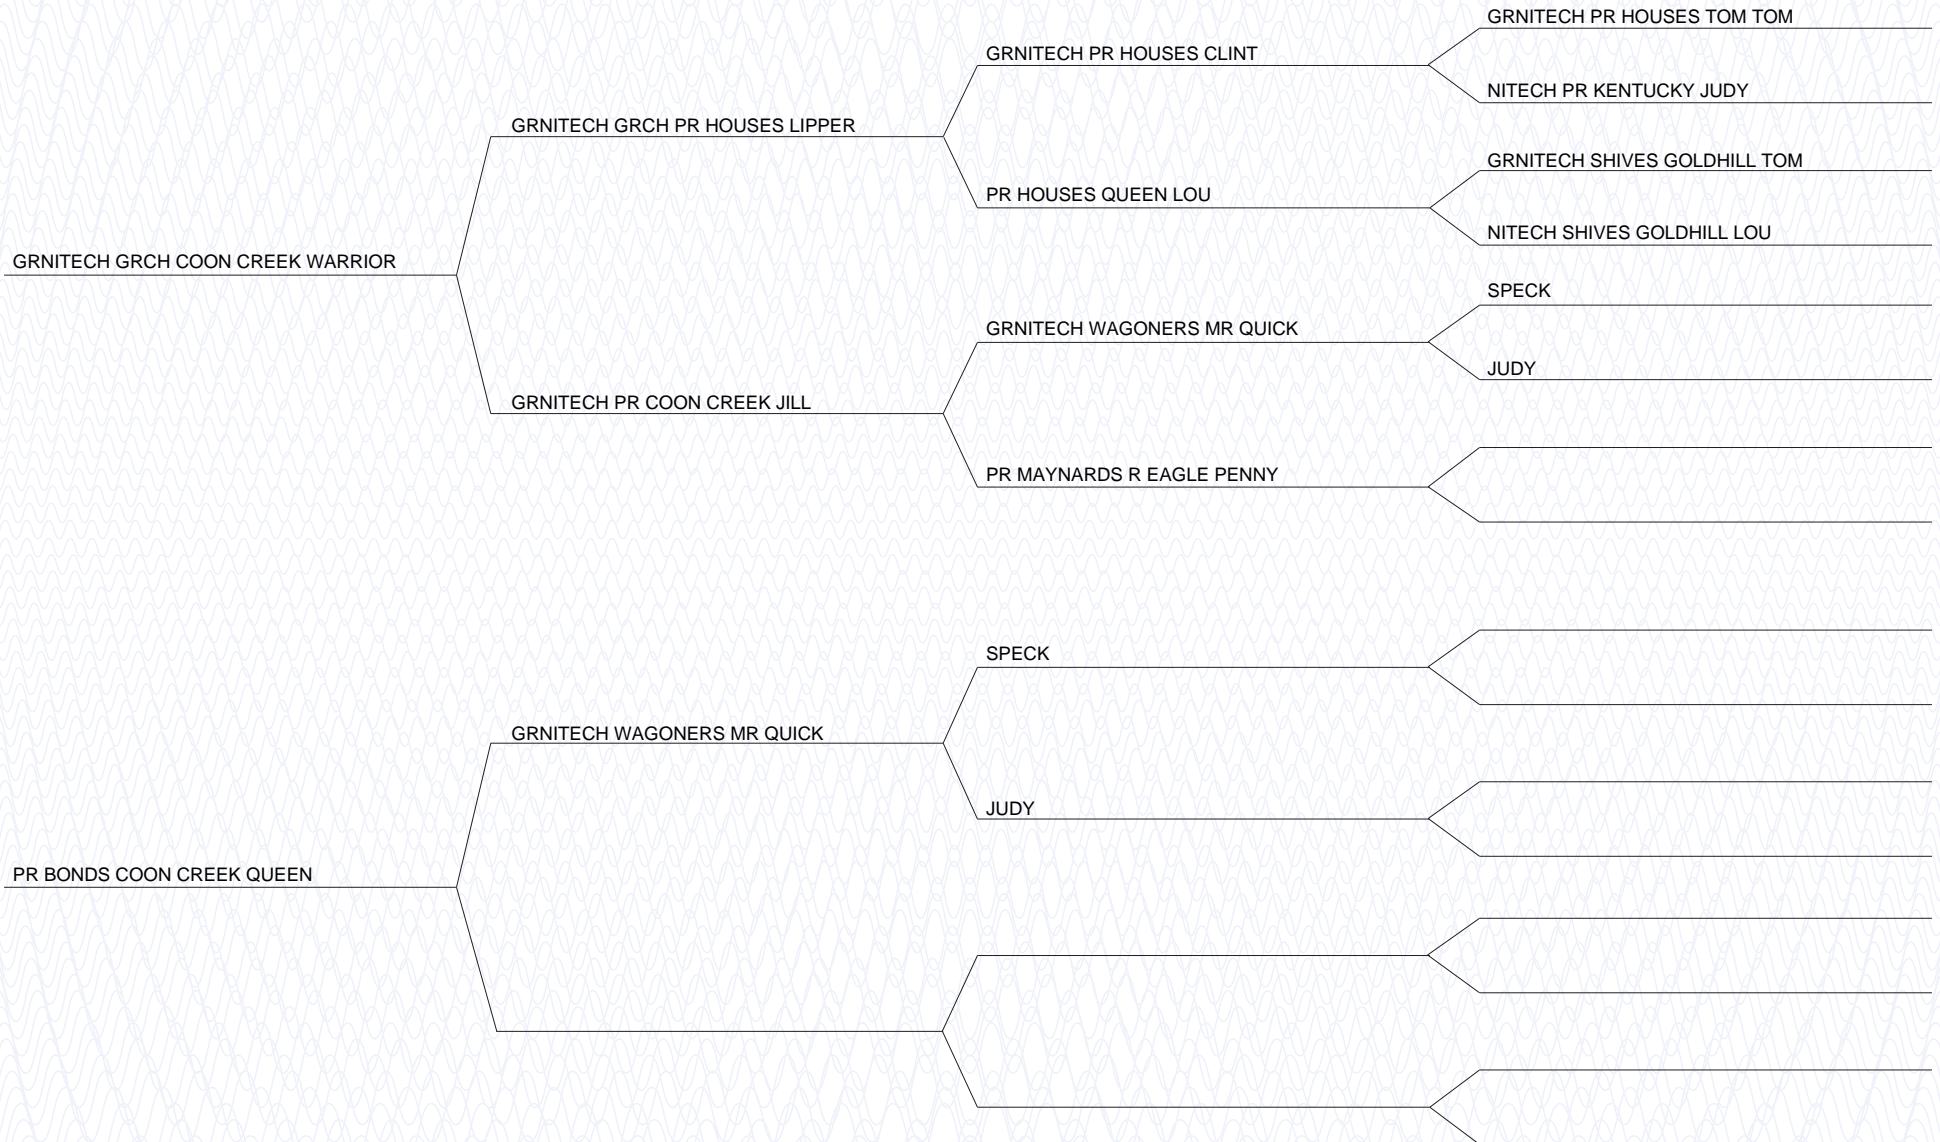 GRNITECH PR HOUSES TOM TOM
GRNITECH PR HOUSES CLINT
NITECH PR KENTUCKY JUDY
GRNITECH GRCH PR HOUSES LIPPER
GRNITECH SHIVES GOLDHILL TOM
PR HOUSES QUEEN LOU
NITECH SHIVES GOLDHILL LOU
GRNITECH GRCH COON CREEK WARRIOR
SPECK
GRNITECH WAGONERS MR QUICK
JUDY
GRNITECH PR COON CREEK JILL
PR MAYNARDS R EAGLE PENNY
SPECK
GRNITECH WAGONERS MR QUICK
JUDY
PR BONDS COON CREEK QUEEN